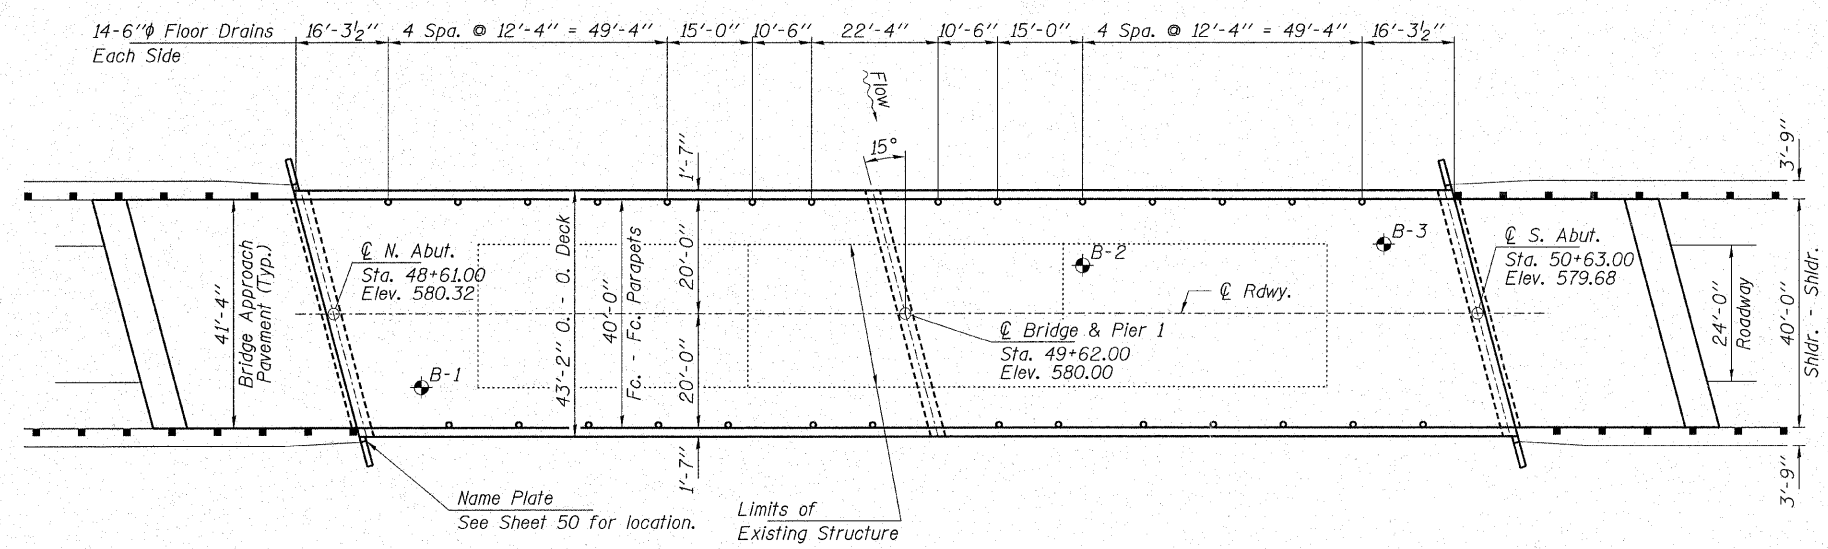 14-6"φ Floor Drains
Each Side
16'-3½"
4 Spa. @ 12'-4" = 49'-4"
15'-0"
10'-6"
22'-4"
10'-6"
15'-0"
4 Spa. @ 12'-4" = 49'-4"
16'-3½"
Flow
15°
1'-7"
3'-9"
41'-4"
Bridge Approach
Pavement (Typ.)
℄ N. Abut.
Sta. 48+61.00
Elev. 580.32
43'-2" O. - O. Deck
40'-0"
Fc. - Fc. Parapets
20'-0"
20'-0"
B-1
B-2
B-3
℄ Rdwy.
℄ Bridge & Pier 1
Sta. 49+62.00
Elev. 580.00
℄ S. Abut.
Sta. 50+63.00
Elev. 579.68
24'-0"
Roadway
40'-0"
Shldr. - Shldr.
1'-7"
3'-9"
Name Plate
See Sheet 50 for location.
Limits of
Existing Structure